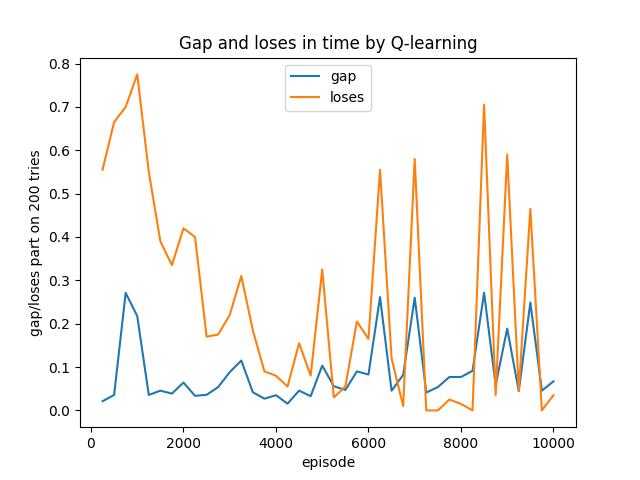 Gap and loses in time by Q-learning
gap
loses
gap/loses part on 200 tries
0.8
0.7
0.6
0.5
0.4
0.3
0.2
0.1
0.0
0 2000 4000 6000 8000 10000
episode